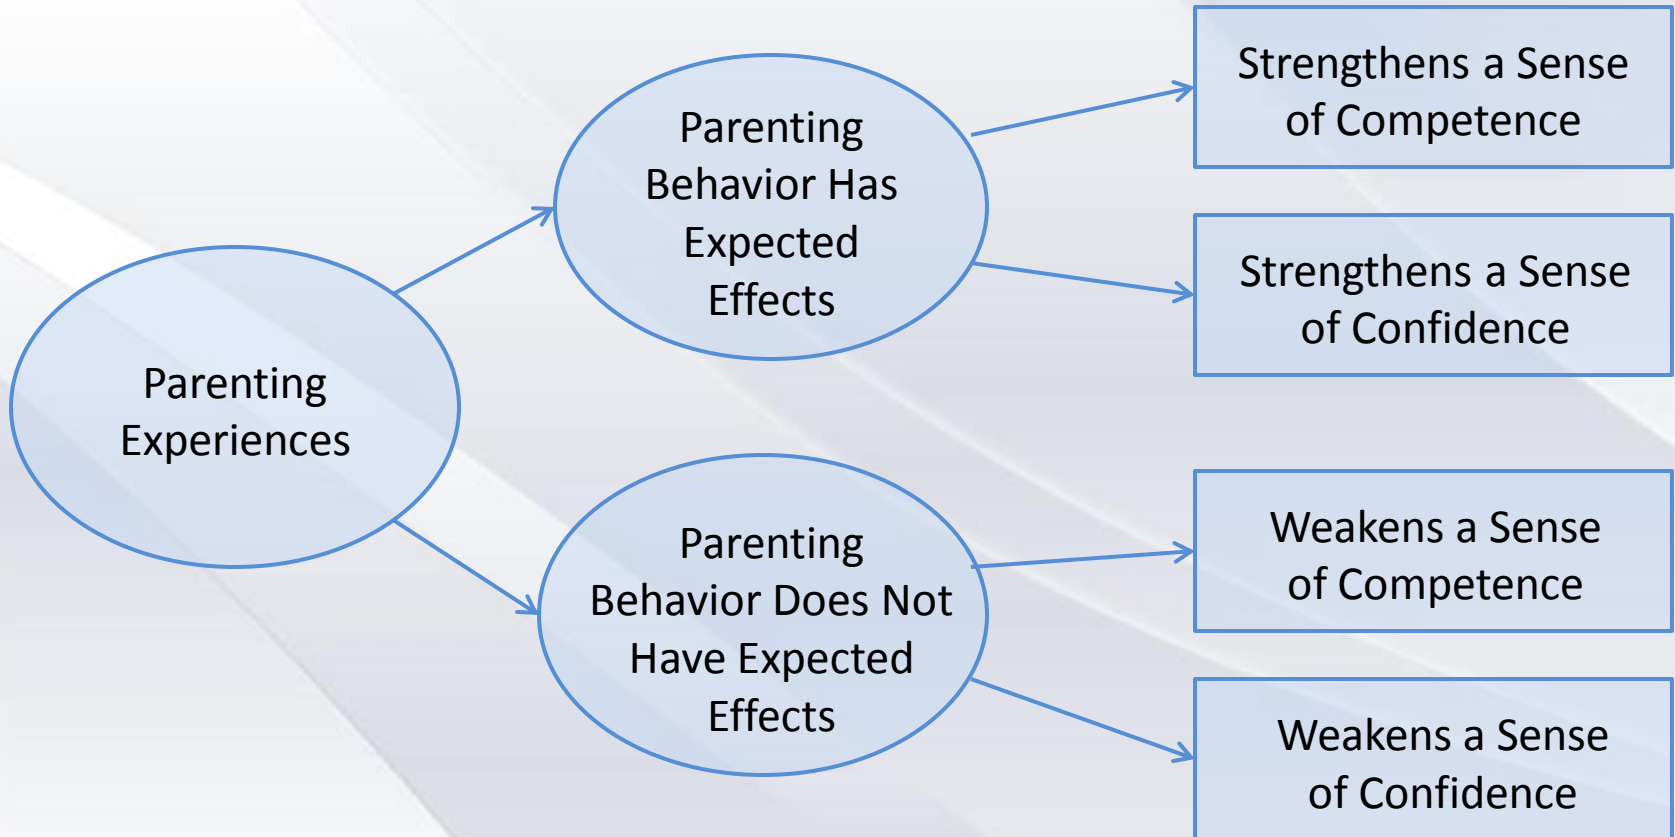 Parenting
Experiences
Parenting
Behavior Has
Expected
Effects
Strengthens a Sense
of Competence
Strengthens a Sense
of Confidence
Parenting
Behavior Does Not
Have Expected
Effects
Weakens a Sense
of Competence
Weakens a Sense
of Confidence